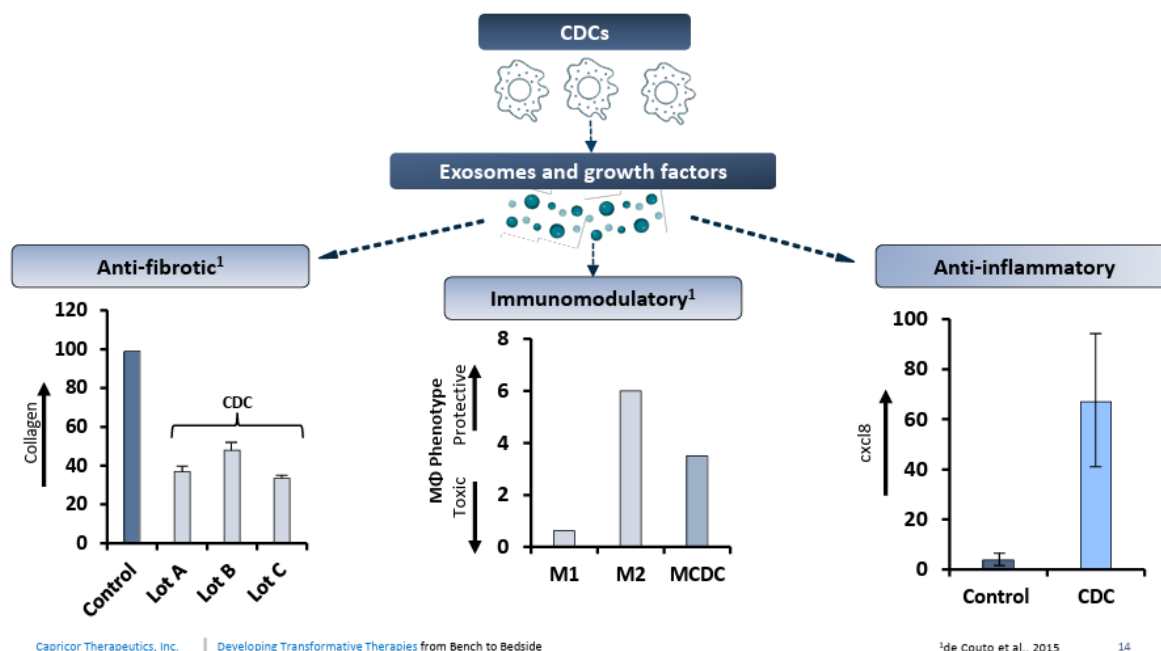 CDCs
Exosomes and growth factors
Anti-fibrotic¹
120
100
80
60
40
20
0
Collagen
CDC
Control
Lot A
Lot B
Lot C
Immunomodulatory¹
8
6
4
2
0
MΦ Phenotype
Toxic Protective
M1 M2 MCDC
Anti-inflammatory
100
80
60
40
20
0
cxcl8
Control CDC
Capricor Therapeutics, Inc. | Developing Transformative Therapies from Bench to Bedside
¹de Couto et al., 2015
14